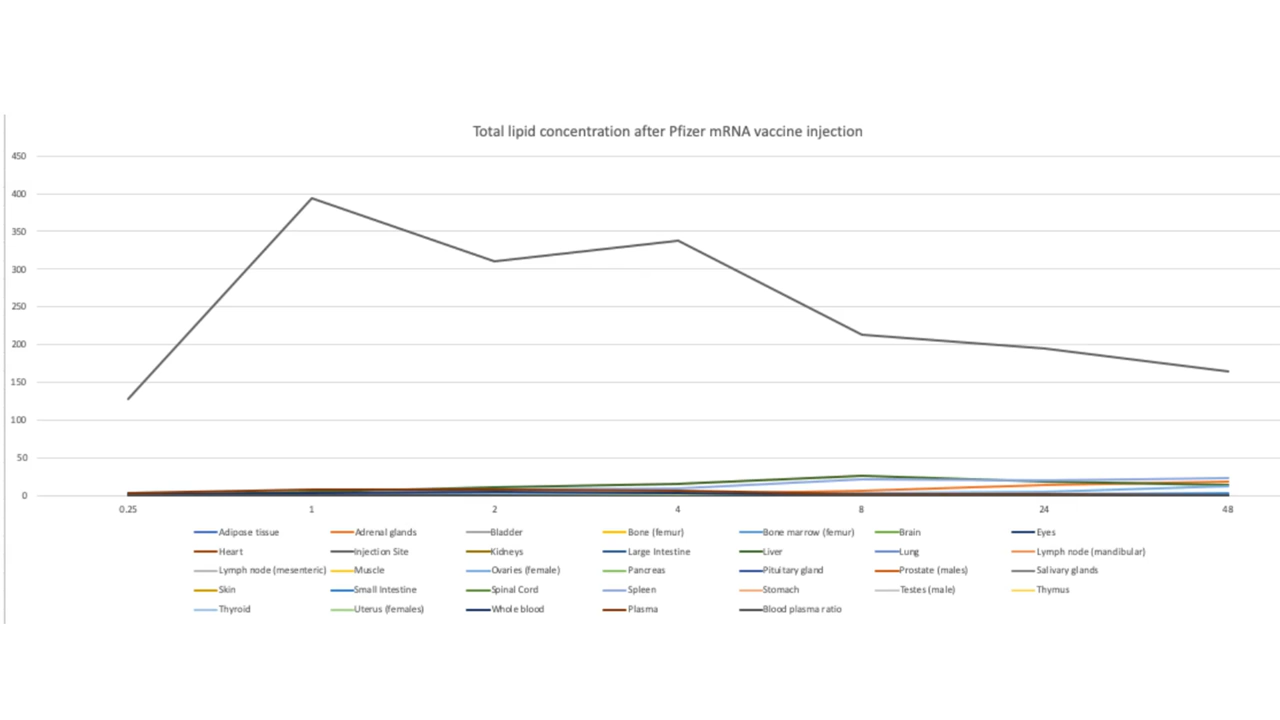 Total lipid concentration after Pfizer mRNA vaccine injection
450
400
350
300
250
200
150
100
50
0
0.25 1 2 4 8 24 48
Adipose tissue Adrenal glands Bladder Bone (femur) Bone marrow (femur) Brain Eyes
Heart Injection Site Kidneys Large Intestine Liver Lung Lymph node (mandibular)
Lymph node (mesenteric) Muscle Ovaries (female) Pancreas Pituitary gland Prostate (males) Salivary glands
Skin Small Intestine Spinal Cord Spleen Stomach Testes (male) Thymus
Thyroid Uterus (females) Whole blood Plasma Blood plasma ratio